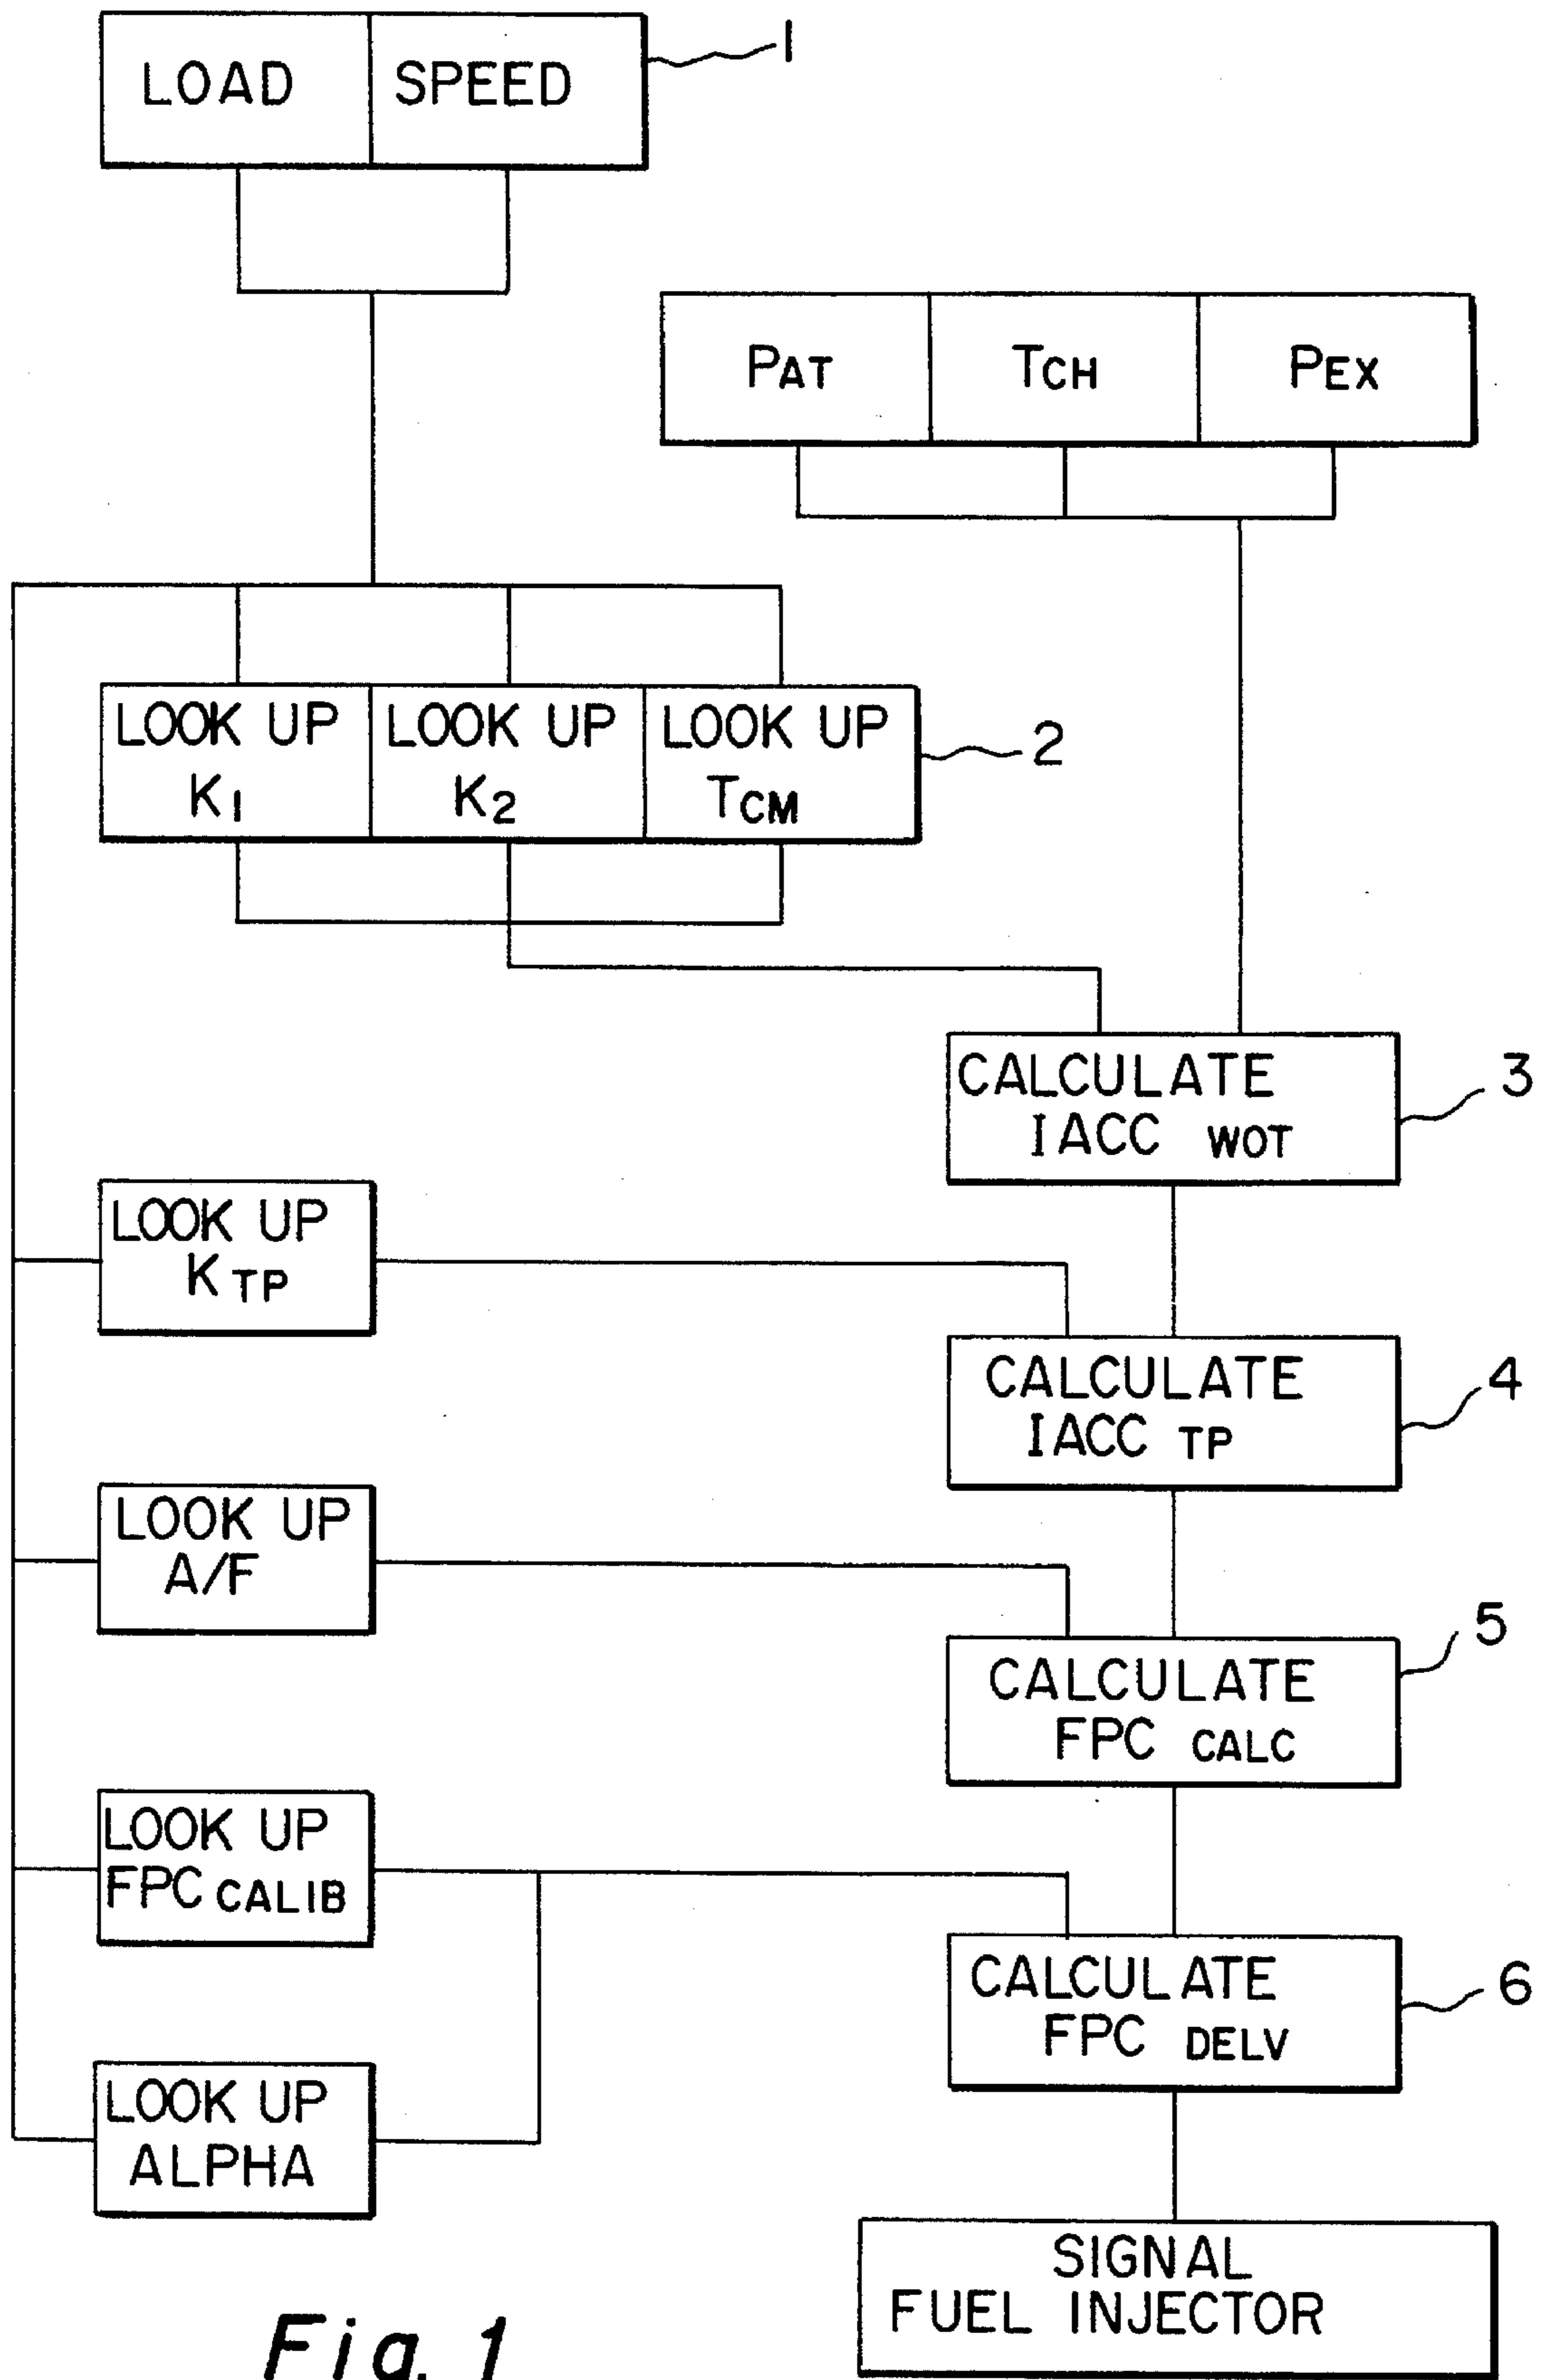 LOAD SPEED 1
PAT TCH PEX
LOOK UP K1
LOOK UP K2
LOOK UP TCM
2
CALCULATE
IACC WOT
3
LOOK UP
KTP
CALCULATE
IACC TP
4
LOOK UP
A/F
CALCULATE
FPC CALC
5
LOOK UP
FPC CALIB
CALCULATE
FPC DELV
6
LOOK UP
ALPHA
SIGNAL
FUEL INJECTOR
Fig. 1